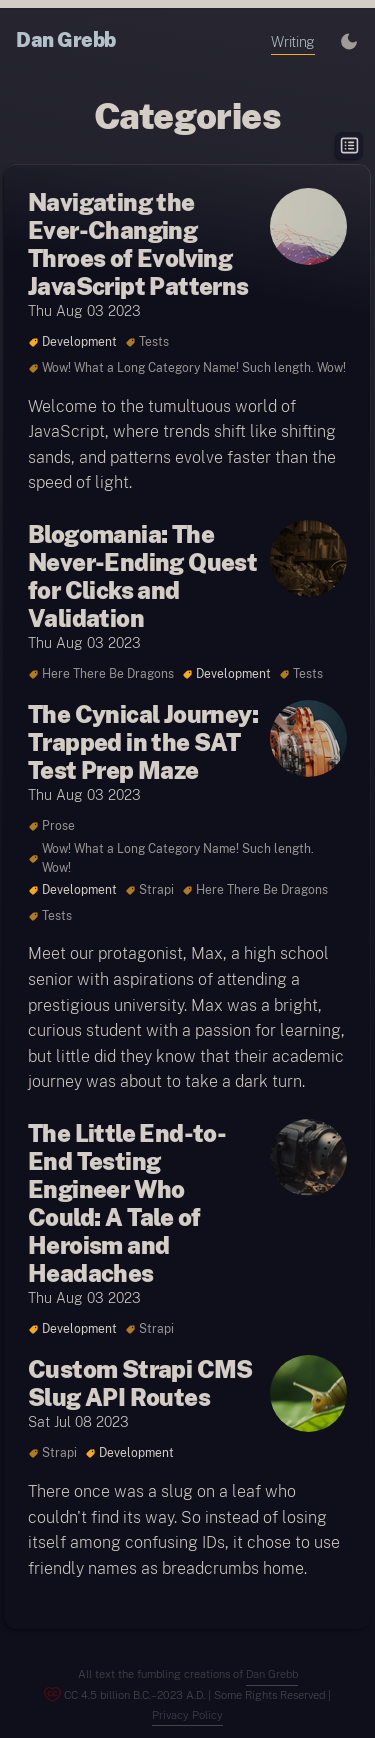 Dan Grebb
Writing
Categories
Navigating the
Ever-Changing
Throes of Evolving
JavaScript Patterns
Thu Aug 03 2023
Development Tests
Wow! What a Long Category Name! Such length. Wow!
Welcome to the tumultuous world of
JavaScript, where trends shift like shifting
sands, and patterns evolve faster than the
speed of light.
Blogomania: The
Never-Ending Quest
for Clicks and
Validation
Thu Aug 03 2023
Here There Be Dragons Development Tests
The Cynical Journey:
Trapped in the SAT
Test Prep Maze
Thu Aug 03 2023
Prose
Wow! What a Long Category Name! Such length.
Wow!
Development Strapi Here There Be Dragons
Tests
Meet our protagonist, Max, a high school
senior with aspirations of attending a
prestigious university. Max was a bright,
curious student with a passion for learning,
but little did they know that their academic
journey was about to take a dark turn.
The Little End-to-
End Testing
Engineer Who
Could: A Tale of
Heroism and
Headaches
Thu Aug 03 2023
Development Strapi
Custom Strapi CMS
Slug API Routes
Sat Jul 08 2023
Strapi Development
There once was a slug on a leaf who
couldn't find its way. So instead of losing
itself among confusing IDs, it chose to use
friendly names as breadcrumbs home.
All text the fumbling creations of Dan Grebb
CC 4.5 billion B.C.–2023 A.D. | Some Rights Reserved |
Privacy Policy